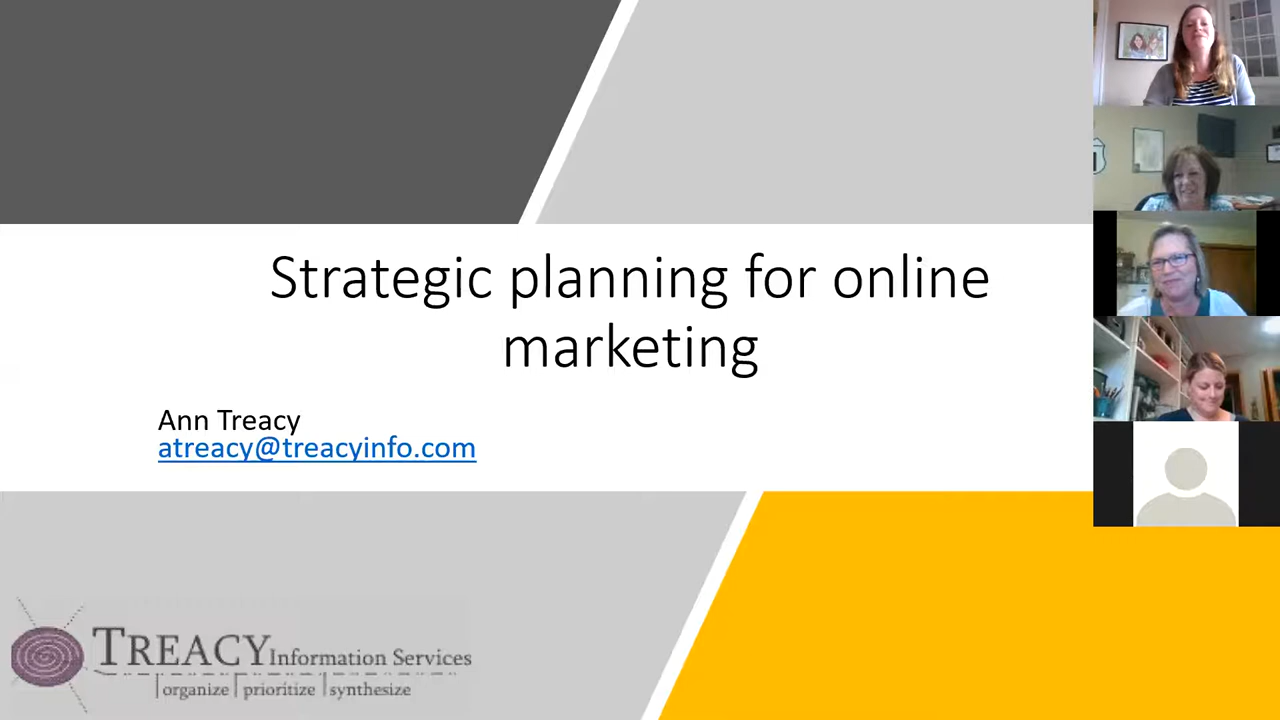 Strategic planning for online
marketing
Ann Treacy
atreacy@treacyinfo.com
TREACY Information Services
organize | prioritize | synthesize